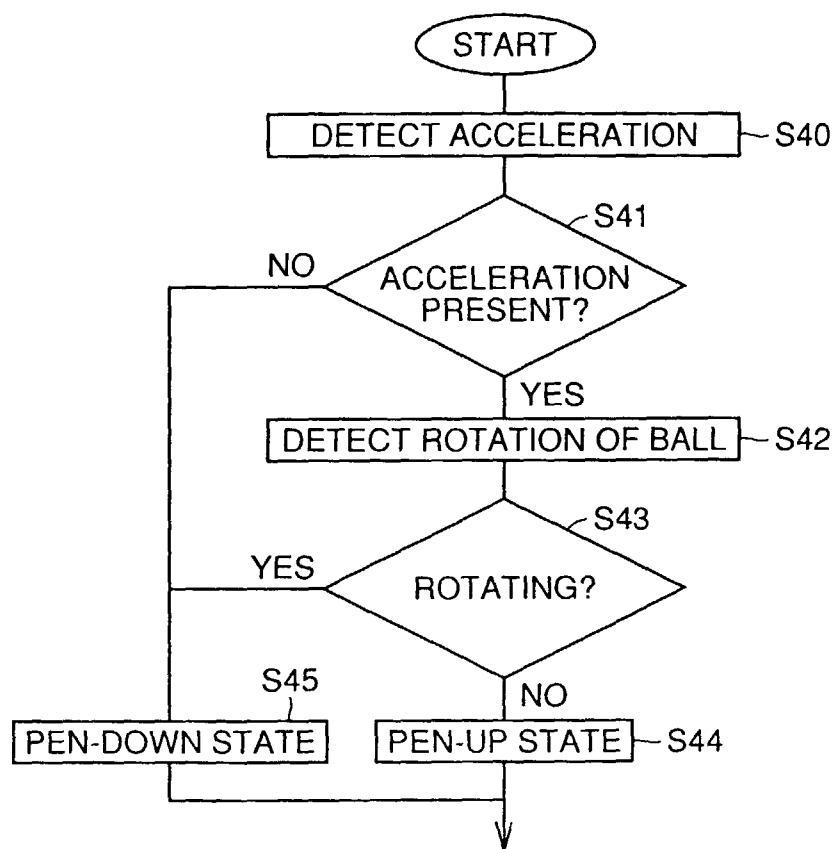 START
DETECT ACCELERATION
S40
S41
NO
ACCELERATION
PRESENT?
YES
DETECT ROTATION OF BALL
S42
S43
YES
ROTATING?
S45
NO
PEN-DOWN STATE
PEN-UP STATE
S44